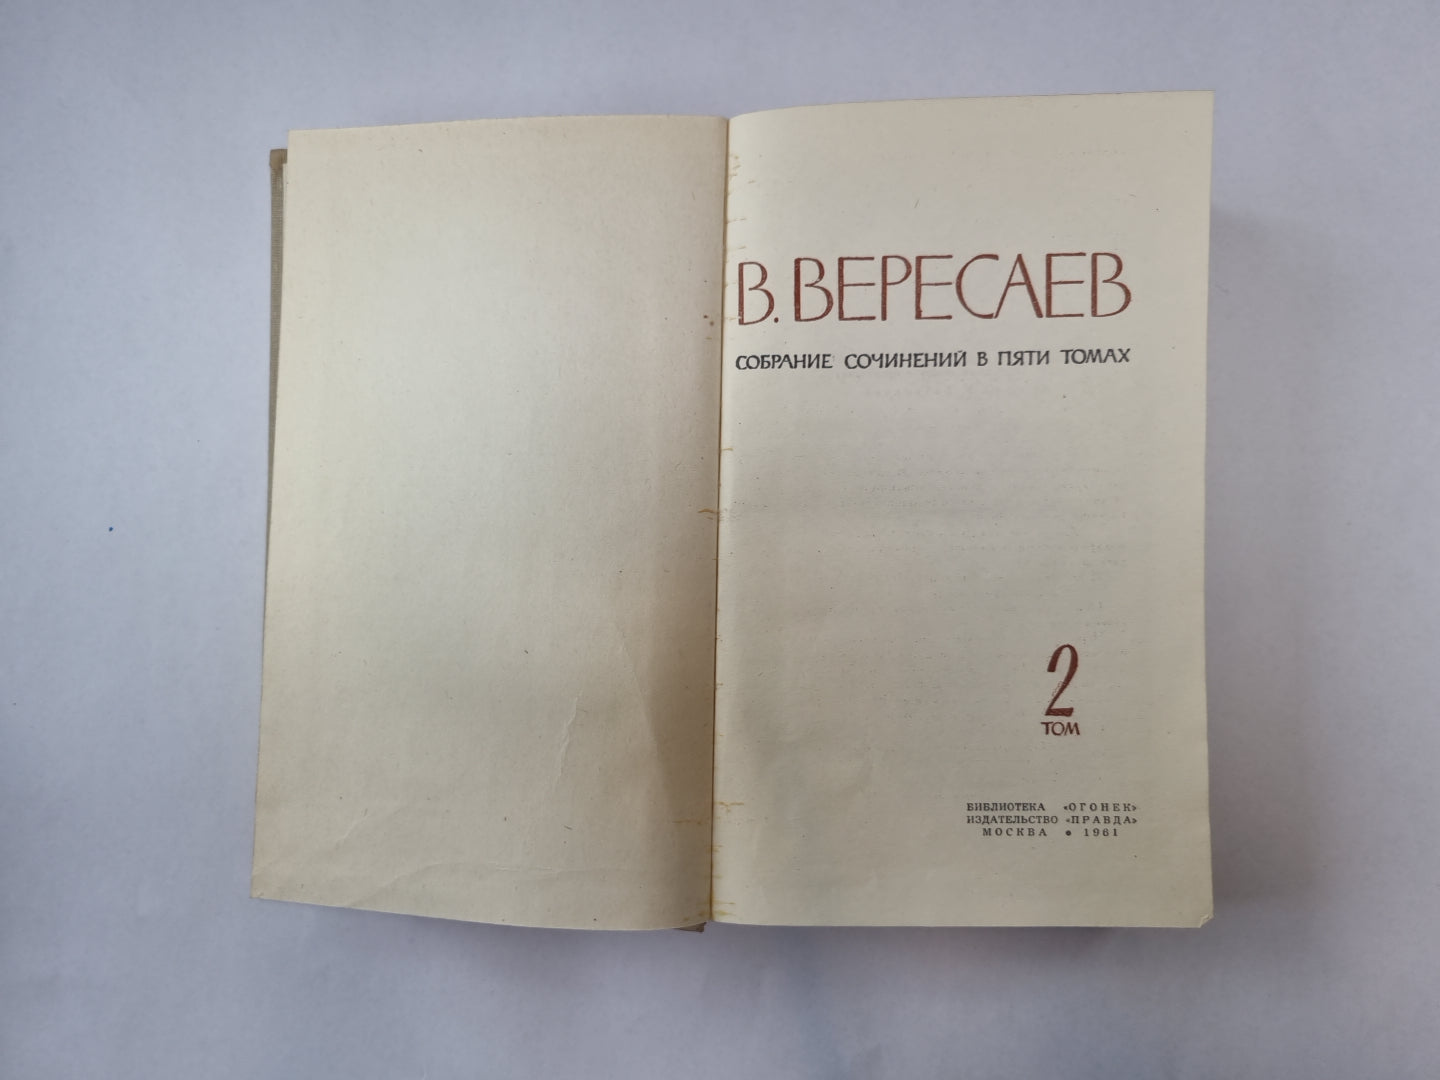 В. ВЕРЕСАЕВ
СОБРАНИЕ СОЧИНЕНИЙ В ПЯТИ ТОМАХ
2
ТОМ
БИБЛИОТЕКА «ОГОНЕК»
ИЗДАТЕЛЬСТВО «ПРАВДА»
МОСКВА • 1961